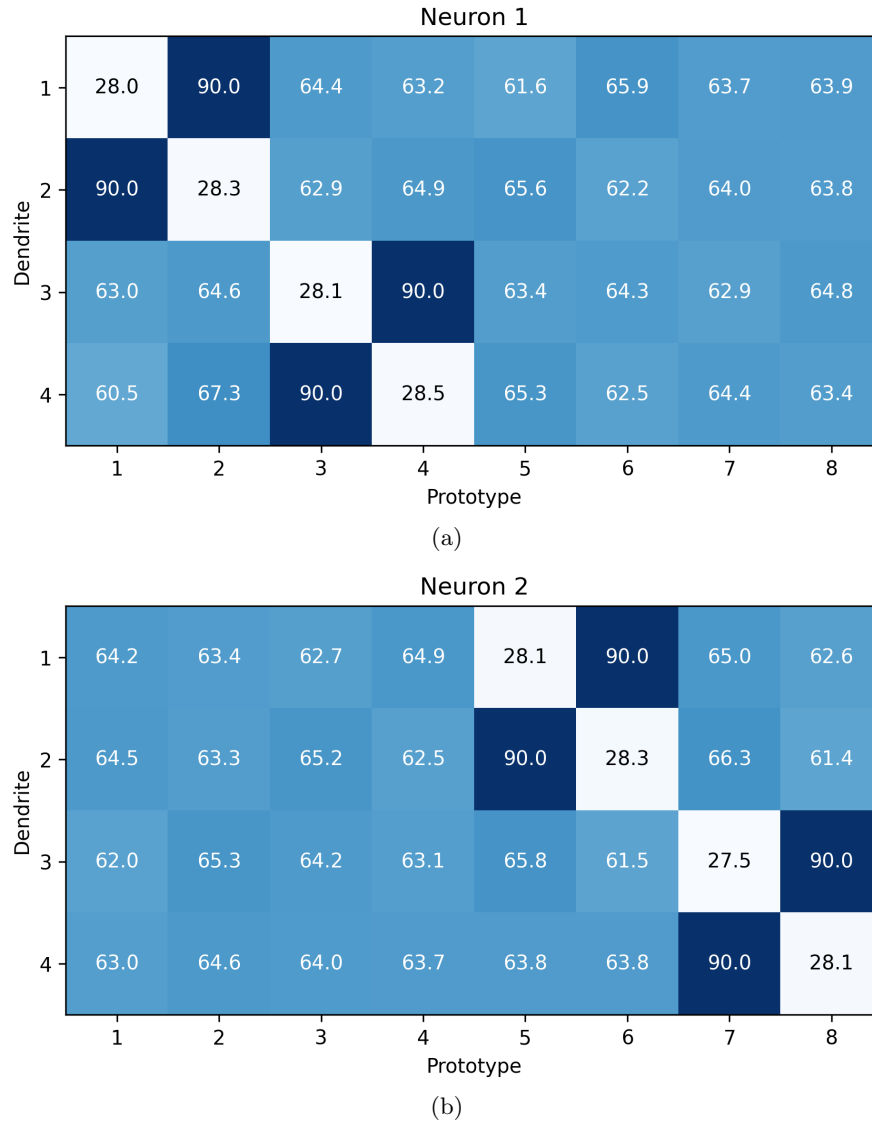 Neuron 1
1 28.0 90.0 64.4 63.2 61.6 65.9 63.7 63.9
2 90.0 28.3 62.9 64.9 65.6 62.2 64.0 63.8
Dendrite
3 63.0 64.6 28.1 90.0 63.4 64.3 62.9 64.8
4 60.5 67.3 90.0 28.5 65.3 62.5 64.4 63.4
1 2 3 4 5 6 7 8
Prototype
(a)
Neuron 2
1 64.2 63.4 62.7 64.9 28.1 90.0 65.0 62.6
2 64.5 63.3 65.2 62.5 90.0 28.3 66.3 61.4
Dendrite
3 62.0 65.3 64.2 63.1 65.8 61.5 27.5 90.0
4 63.0 64.6 64.0 63.7 63.8 63.8 90.0 28.1
1 2 3 4 5 6 7 8
Prototype
(b)